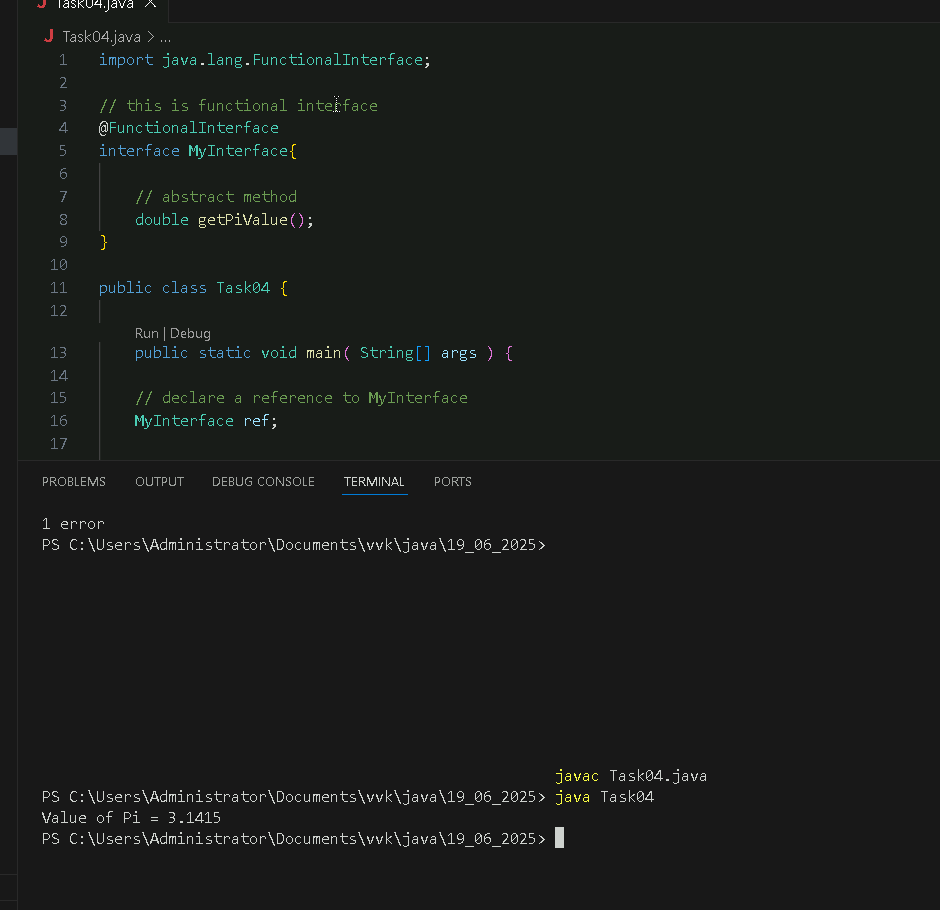 Task04.java
Task04.java > ...
1 import java.lang.FunctionalInterface;
2
3 // this is functional interface
4 @FunctionalInterface
5 interface MyInterface{
6
7 // abstract method
8 double getPiValue();
9 }
10
11 public class Task04 {
12
Run | Debug
13 public static void main( String[] args ) {
14
15 // declare a reference to MyInterface
16 MyInterface ref;
17
PROBLEMS OUTPUT DEBUG CONSOLE TERMINAL PORTS
1 error
PS C:\Users\Administrator\Documents\vvk\java\19_06_2025>
javac Task04.java
PS C:\Users\Administrator\Documents\vvk\java\19_06_2025> java Task04
Value of Pi = 3.1415
PS C:\Users\Administrator\Documents\vvk\java\19_06_2025>